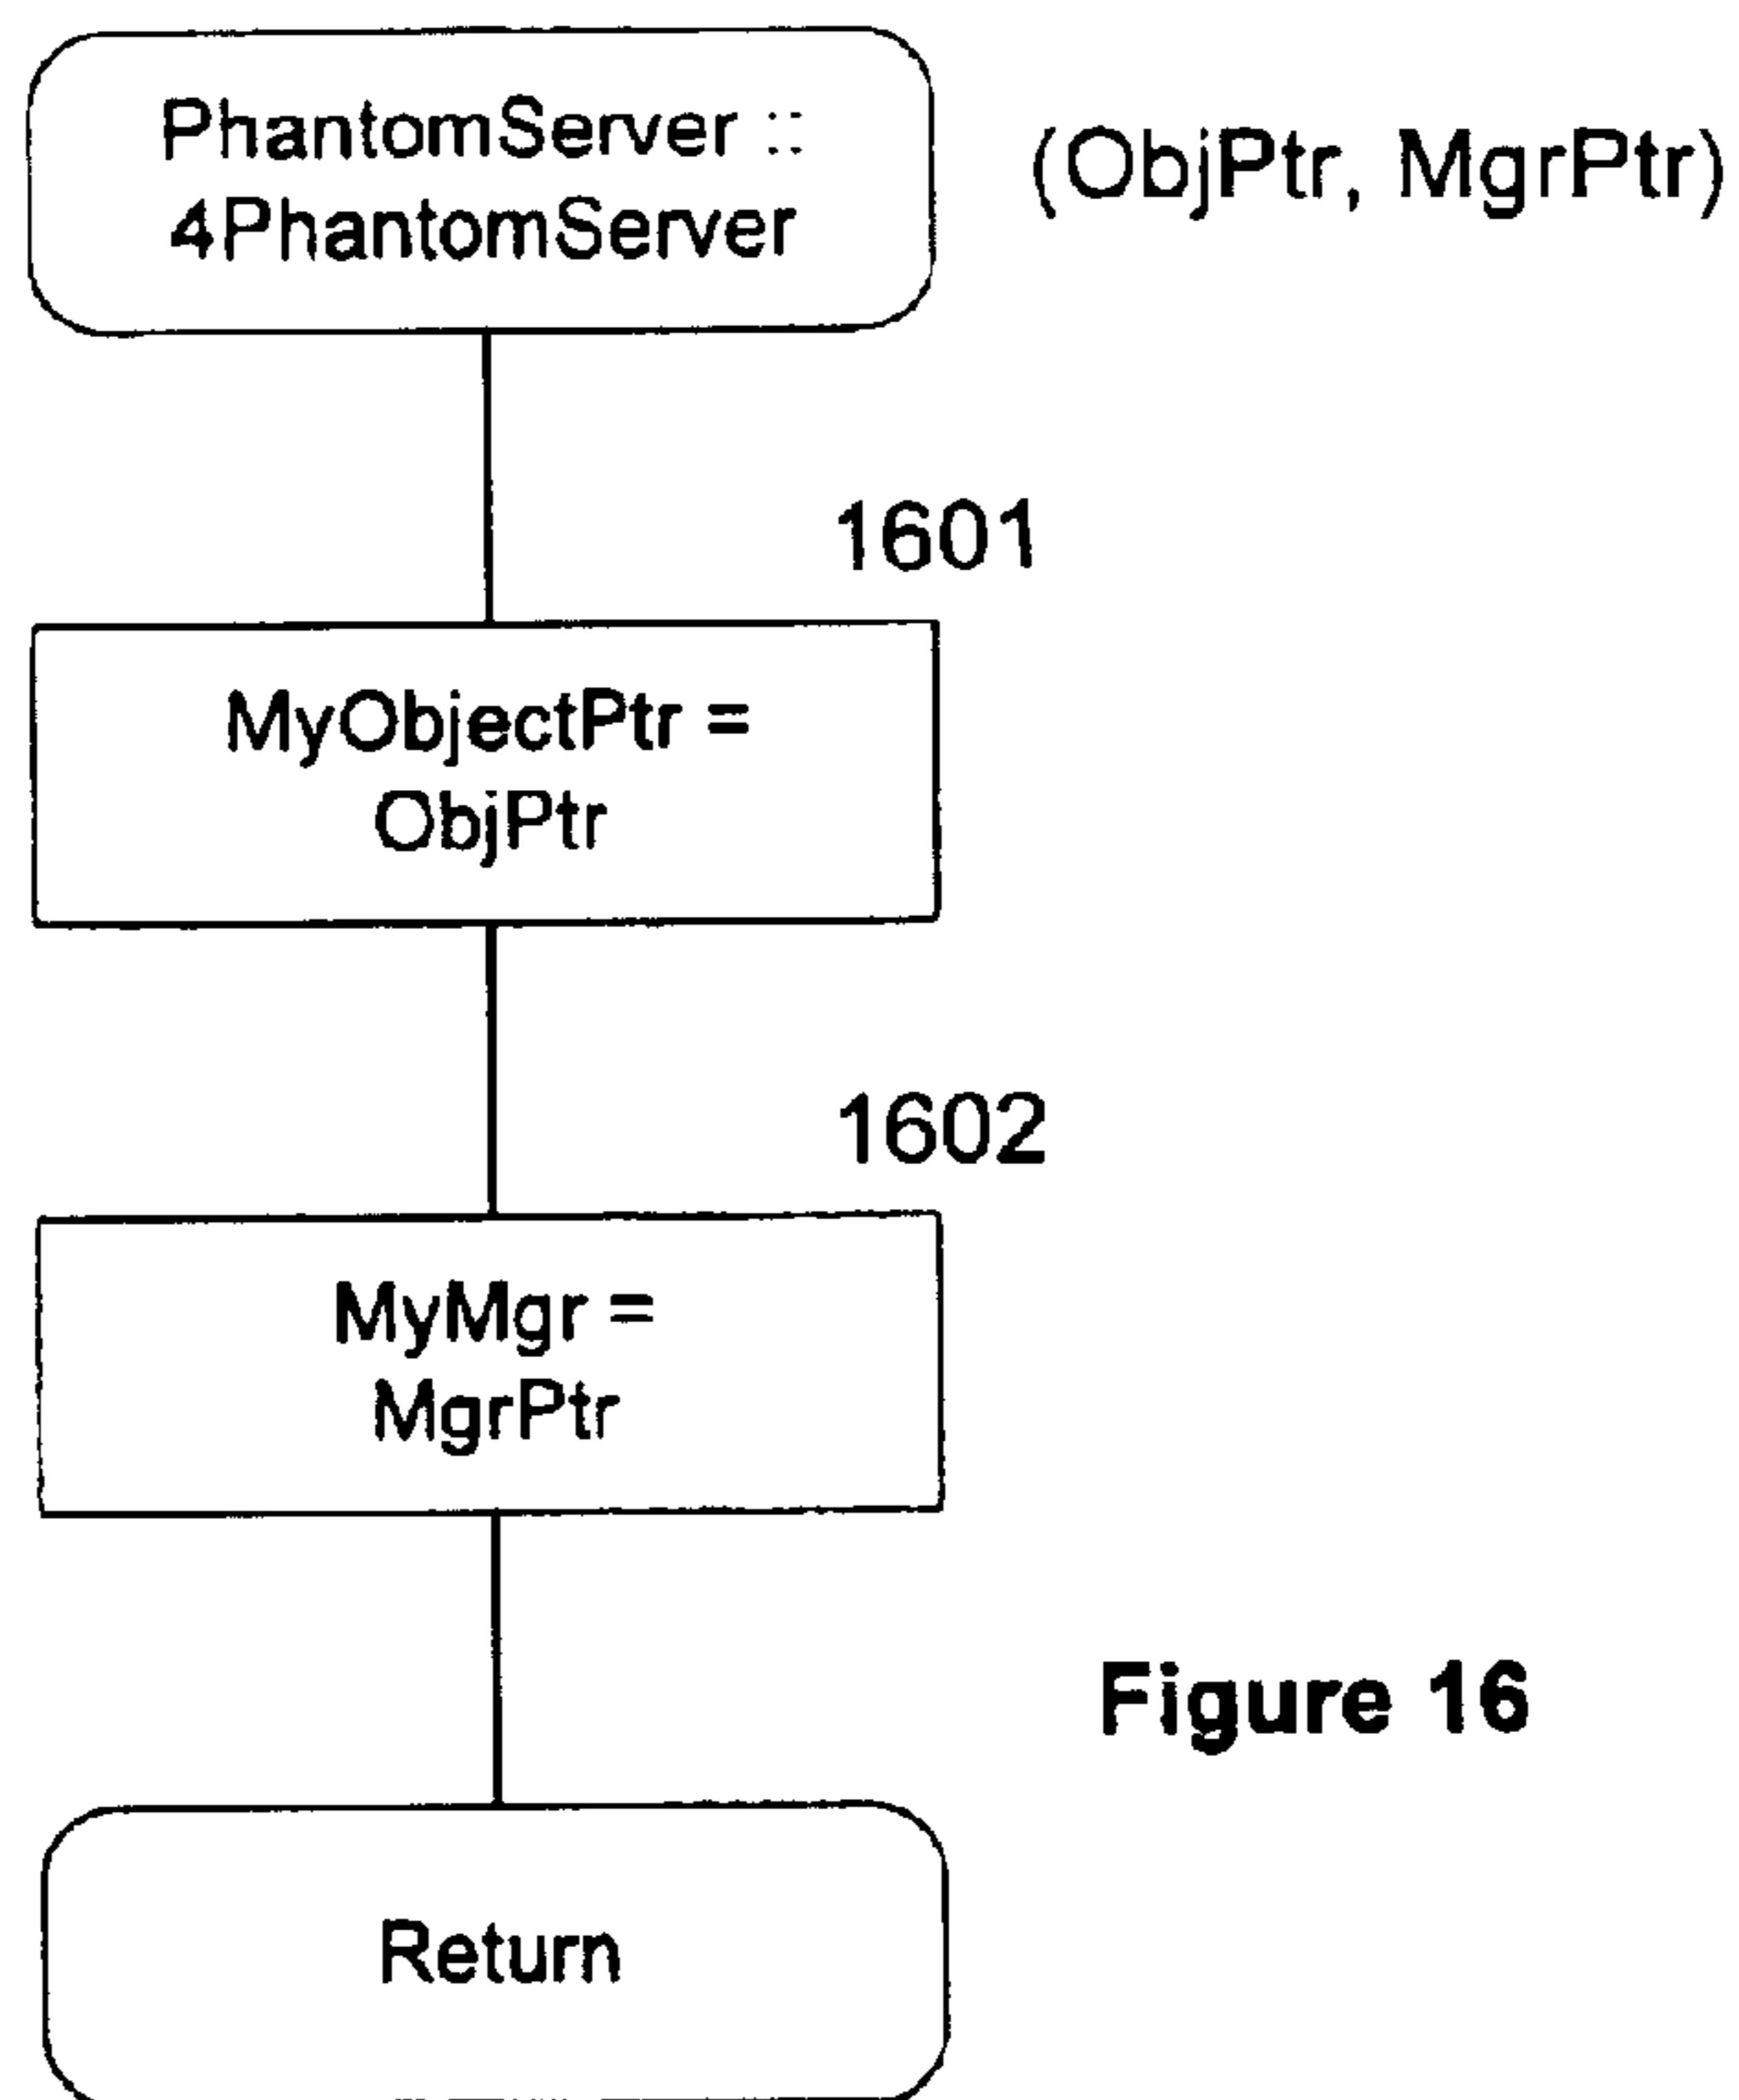 PhantomServer ::
4PhantomServer
(ObjPtr, MgrPtr)
1601
MyObjectPtr =
ObjPtr
1602
MyMgr =
MgrPtr
Figure 16
Return